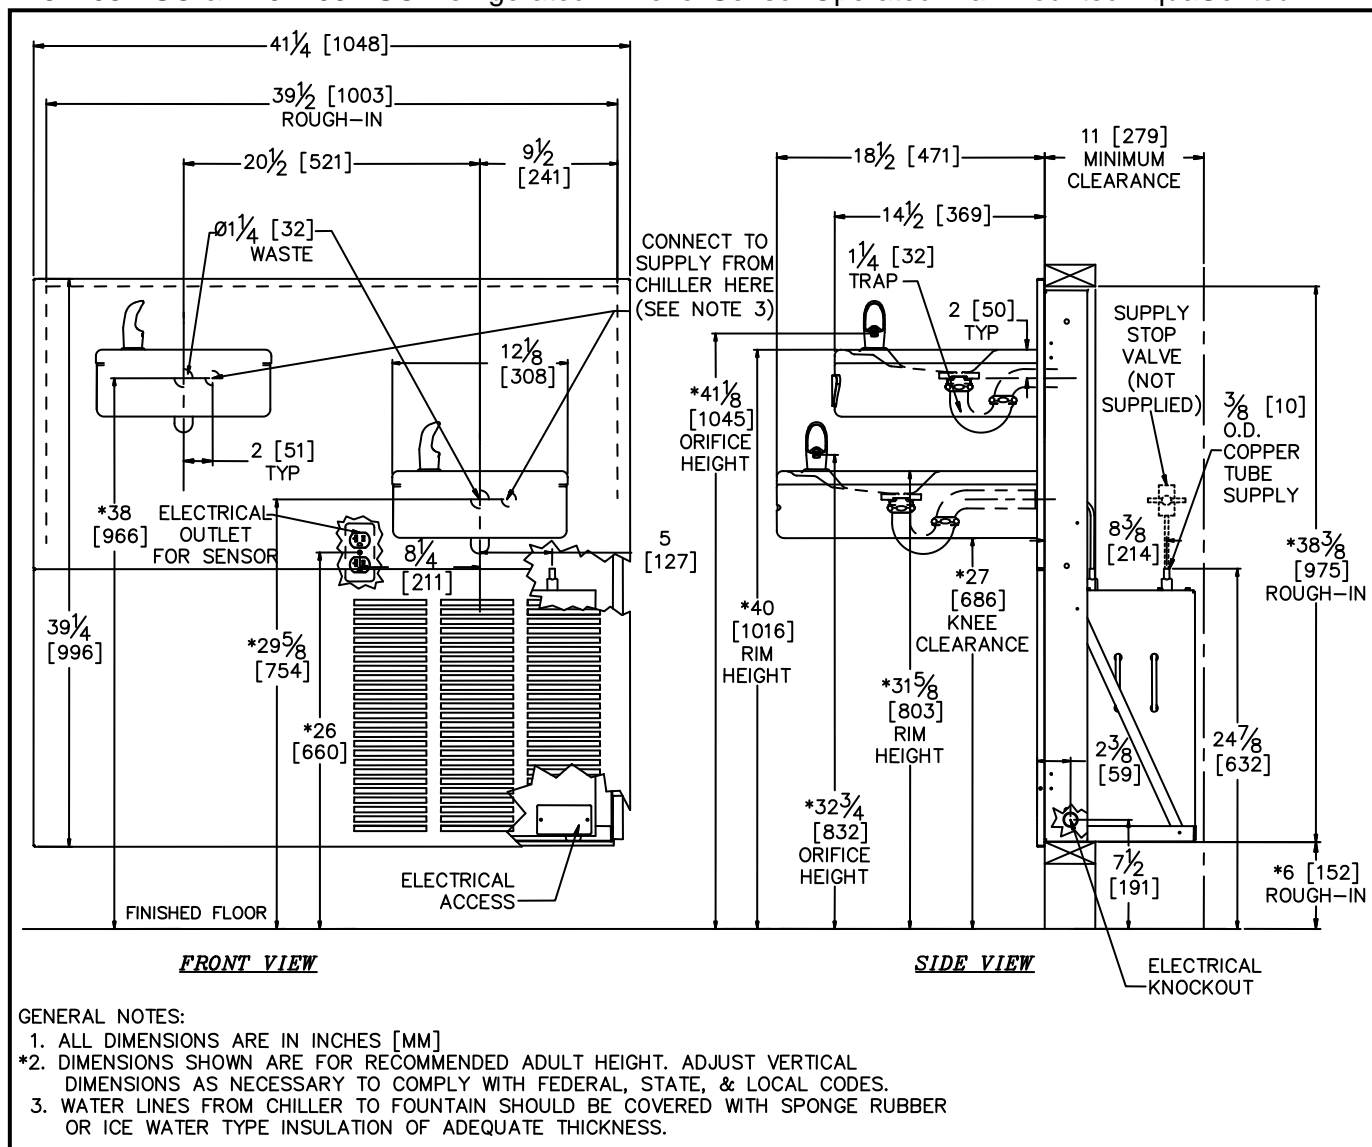 41¼ [1048]
39½ [1003]
ROUGH-IN
20½ [521]
9½
[241]
Ø1¼ [32]
WASTE
CONNECT TO
SUPPLY FROM
CHILLER HERE
(SEE NOTE 3)
12⅛
[308]
2 [51]
TYP
*38
[966]
ELECTRICAL
OUTLET
FOR SENSOR
8¼
[211]
5
[127]
39¼
[996]
*29⅝
[754]
*26
[660]
ELECTRICAL
ACCESS
FINISHED FLOOR
FRONT VIEW
18½ [471]
11 [279]
MINIMUM
CLEARANCE
14½ [369]
1¼ [32]
TRAP
2 [50]
TYP
SUPPLY
STOP
VALVE
(NOT
SUPPLIED)
⅜ [10]
O.D.
COPPER
TUBE
SUPPLY
*41⅛
[1045]
ORIFICE
HEIGHT
8⅜
[214]
*38⅜
[975]
ROUGH-IN
*27
[686]
KNEE
CLEARANCE
*40
[1016]
RIM
HEIGHT
*31⅝
[803]
RIM
HEIGHT
2⅜
[59]
24⅞
[632]
*32¾
[832]
ORIFICE
HEIGHT
7½
[191]
*6 [152]
ROUGH-IN
SIDE VIEW
ELECTRICAL
KNOCKOUT
GENERAL NOTES:
1. ALL DIMENSIONS ARE IN INCHES [MM]
*2. DIMENSIONS SHOWN ARE FOR RECOMMENDED ADULT HEIGHT. ADJUST VERTICAL
DIMENSIONS AS NECESSARY TO COMPLY WITH FEDERAL, STATE, & LOCAL CODES.
3. WATER LINES FROM CHILLER TO FOUNTAIN SHOULD BE COVERED WITH SPONGE RUBBER
OR ICE WATER TYPE INSULATION OF ADEQUATE THICKNESS.